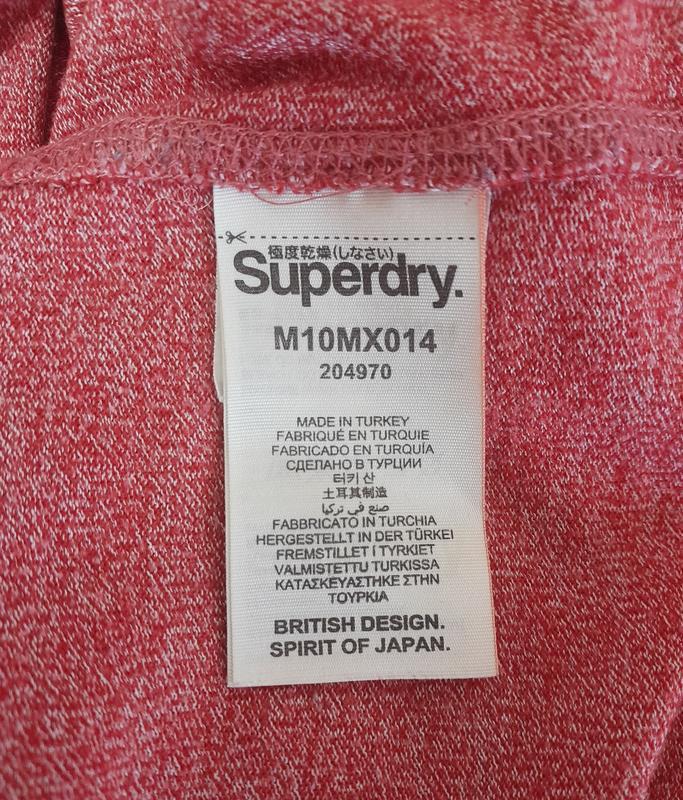 極度乾燥(しなさい)
Superdry.
M10MX014
204970
MADE IN TURKEY
FABRIQUÉ EN TURQUIE
FABRICADO EN TURQUÍA
СДЕЛАНО В ТУРЦИИ
터키 산
土耳其制造
صنع في تركيا
FABBRICATO IN TURCHIA
HERGESTELLT IN DER TÜRKEI
FREMSTILLET I TYRKIET
VALMISTETTU TURKISSA
ΚΑΤΑΣΚΕΥΑΣΤΗΚΕ ΣΤΗΝ
ΤΟΥΡΚΙΑ
BRITISH DESIGN.
SPIRIT OF JAPAN.